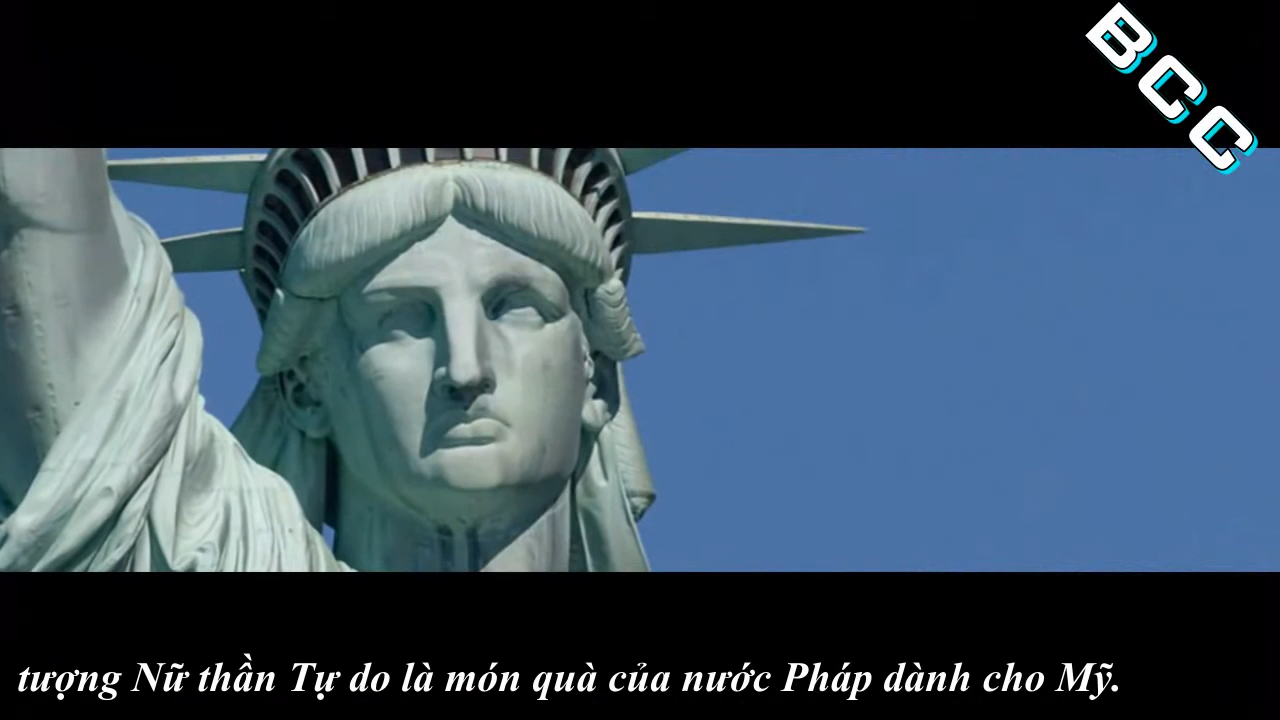 BCC
tượng Nữ thần Tự do là món quà của nước Pháp dành cho Mỹ.